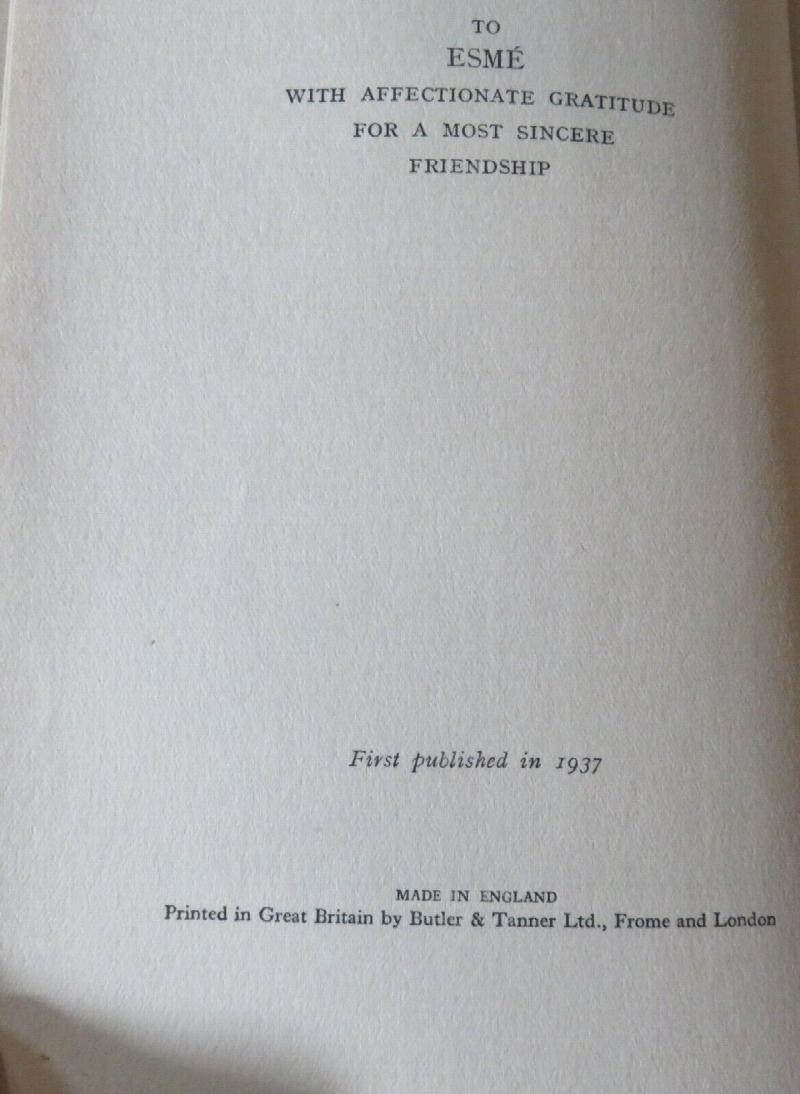 TO
ESMÉ
WITH AFFECTIONATE GRATITUDE
FOR A MOST SINCERE
FRIENDSHIP
First published in 1937
MADE IN ENGLAND
Printed in Great Britain by Butler & Tanner Ltd., Frome and London